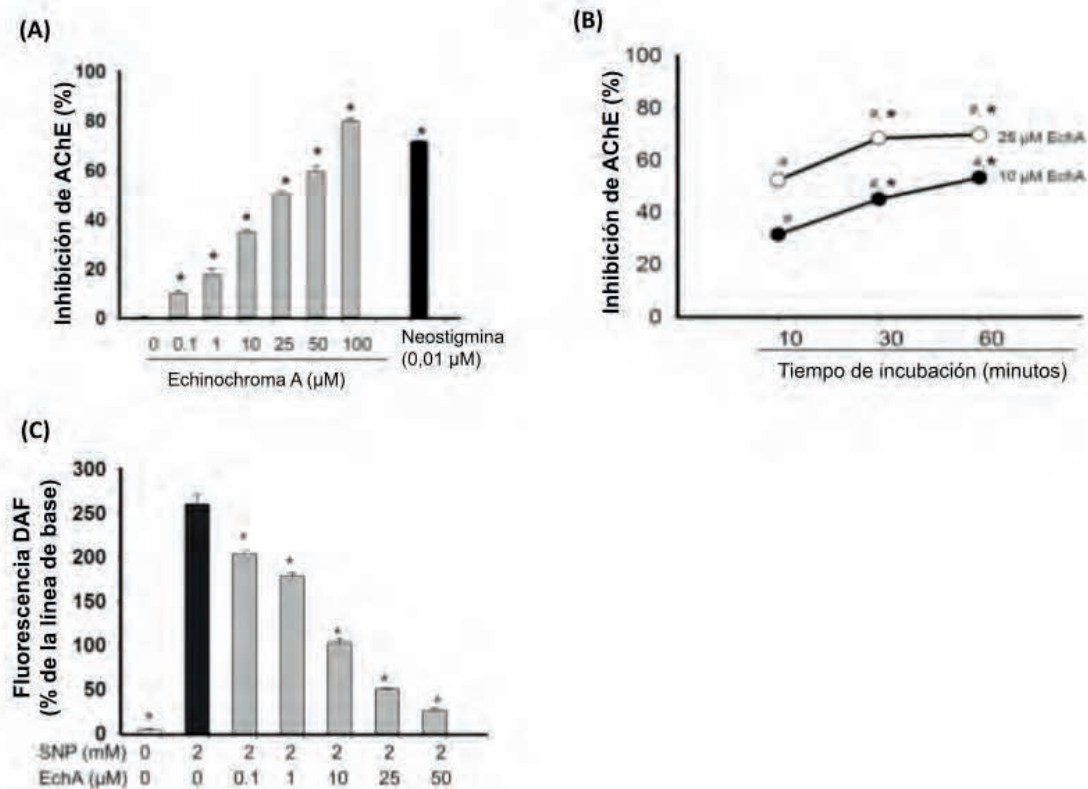 (A)
Inhibición de AChE (%)
100
80
60
40
20
0
* * * * * * *
0 0.1 1 10 25 50 100
Echinochroma A (µM)
Neostigmina
(0,01 µM)
(B)
Inhibición de AChE (%)
100
80
60
40
20
0
25 µM EchA
10 µM EchA
10 30 60
Tiempo de incubación (minutos)
(C)
Fluorescencia DAF
(% de la línea de base)
300
250
200
150
100
50
0
* * * * * *
SNP (mM) 0 2 2 2 2 2 2
EchA (µM) 0 0 0.1 1 10 25 50